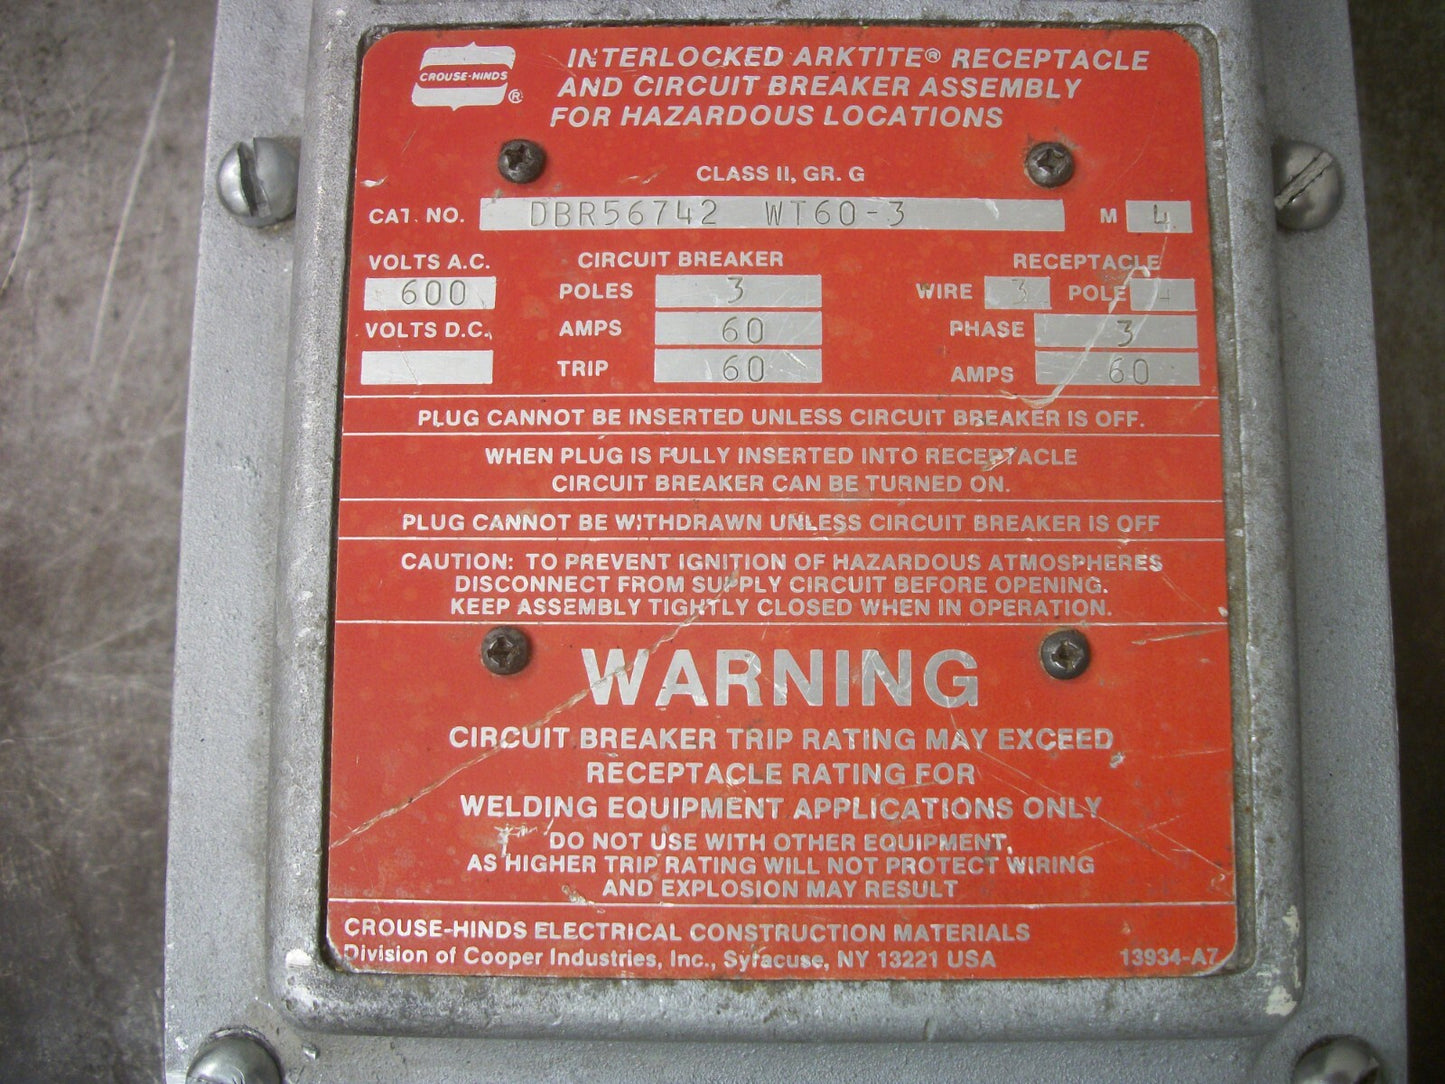 CROUSE-HINDS ®
INTERLOCKED ARKTITE® RECEPTACLE
AND CIRCUIT BREAKER ASSEMBLY
FOR HAZARDOUS LOCATIONS
CLASS II, GR. G
CAT. NO. DBR56742 WT60-3 M 4
VOLTS A.C. CIRCUIT BREAKER RECEPTACLE
600 POLES 3 WIRE 3 POLE 4
VOLTS D.C. AMPS 60 PHASE 3
TRIP 60 AMPS 60
PLUG CANNOT BE INSERTED UNLESS CIRCUIT BREAKER IS OFF.
WHEN PLUG IS FULLY INSERTED INTO RECEPTACLE
CIRCUIT BREAKER CAN BE TURNED ON.
PLUG CANNOT BE WITHDRAWN UNLESS CIRCUIT BREAKER IS OFF
CAUTION: TO PREVENT IGNITION OF HAZARDOUS ATMOSPHERES
DISCONNECT FROM SUPPLY CIRCUIT BEFORE OPENING.
KEEP ASSEMBLY TIGHTLY CLOSED WHEN IN OPERATION.
WARNING
CIRCUIT BREAKER TRIP RATING MAY EXCEED
RECEPTACLE RATING FOR
WELDING EQUIPMENT APPLICATIONS ONLY
DO NOT USE WITH OTHER EQUIPMENT,
AS HIGHER TRIP RATING WILL NOT PROTECT WIRING
AND EXPLOSION MAY RESULT
CROUSE-HINDS ELECTRICAL CONSTRUCTION MATERIALS
Division of Cooper Industries, Inc., Syracuse, NY 13221 USA 13934-A7